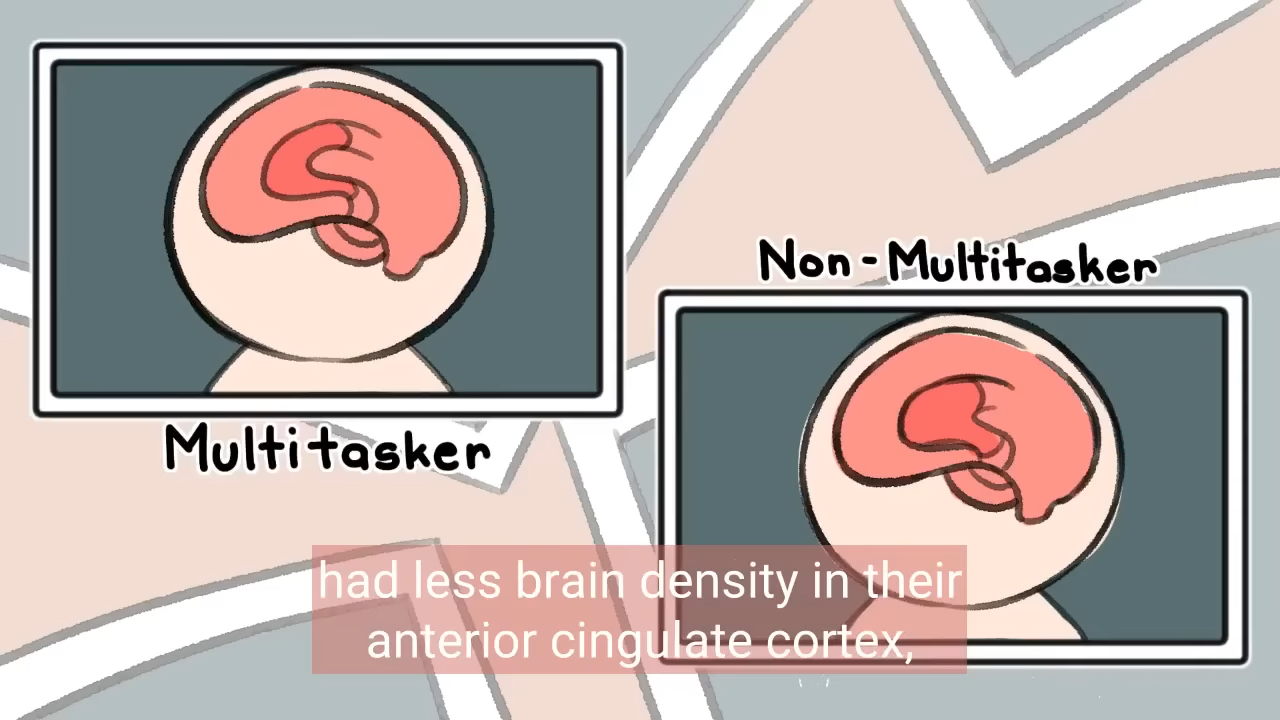 Non-Multitasker
Multitasker
had less brain density in their
anterior cingulate cortex,